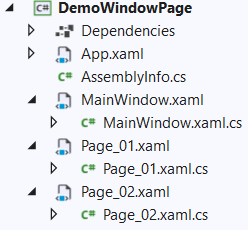 DemoWindowPage
Dependencies
App.xaml
AssemblyInfo.cs
MainWindow.xaml
MainWindow.xaml.cs
Page_01.xaml
Page_01.xaml.cs
Page_02.xaml
Page_02.xaml.cs